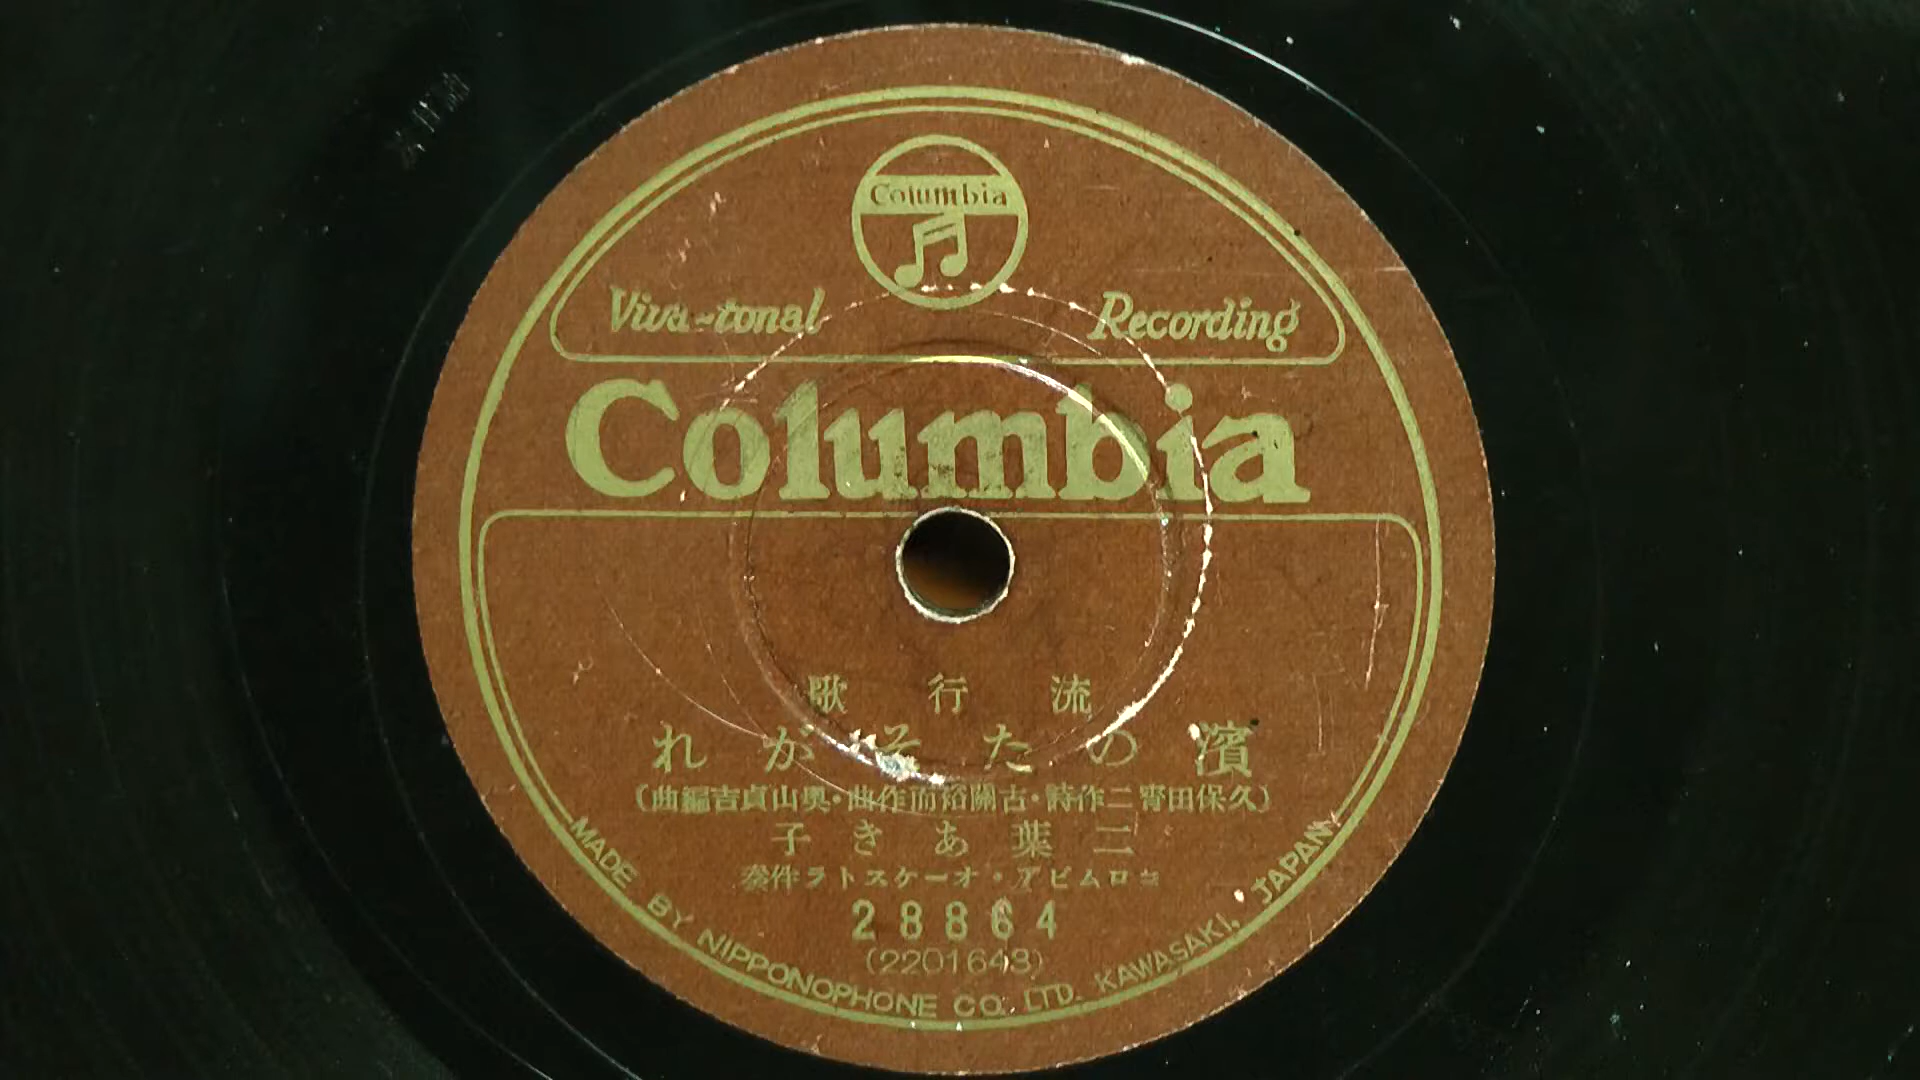 Columbia
Viva-tonal Recording
Columbia
流行歌
濱のたそがれ
(久保田宵二作詩・古關裕而作曲・奥山貞吉編曲)
二葉あき子
コロムビア・オーケストラ伴奏
28864
(2201643)
MADE BY NIPPONOPHONE CO. LTD. KAWASAKI, JAPAN.